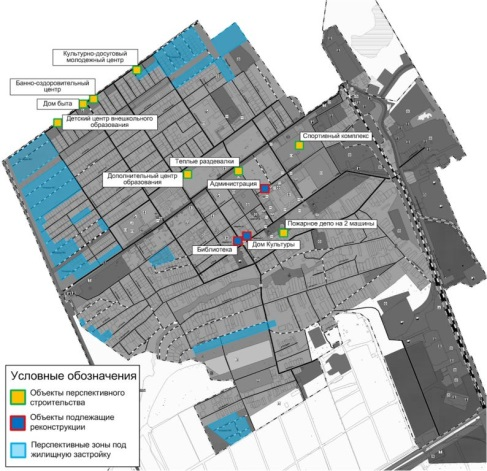 Культурно-досуговый
молодежный центр
Банно-оздоровительный
центр
Дом быта
Детский центр внешкольного
образования
Спортивный комплекс
Теплые раздевалки
Дополнительный центр
образования
Администрация
Пожарное депо на 2 машины
Библиотека
Дом Культуры
Условные обозначения
Объекты перспективного
строительства
Объекты подлежащие
реконструкции
Перспективные зоны под
жилищную застройку